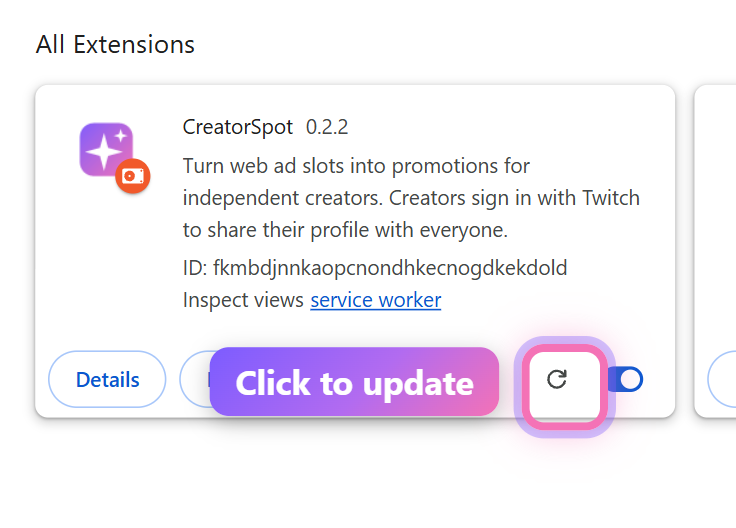 All Extensions
CreatorSpot 0.2.2
Turn web ad slots into promotions for
independent creators. Creators sign in with Twitch
to share their profile with everyone.
ID: fkmbdjnnkaopcnondhkecnogdkekdold
Inspect views service worker
Details
Click to update